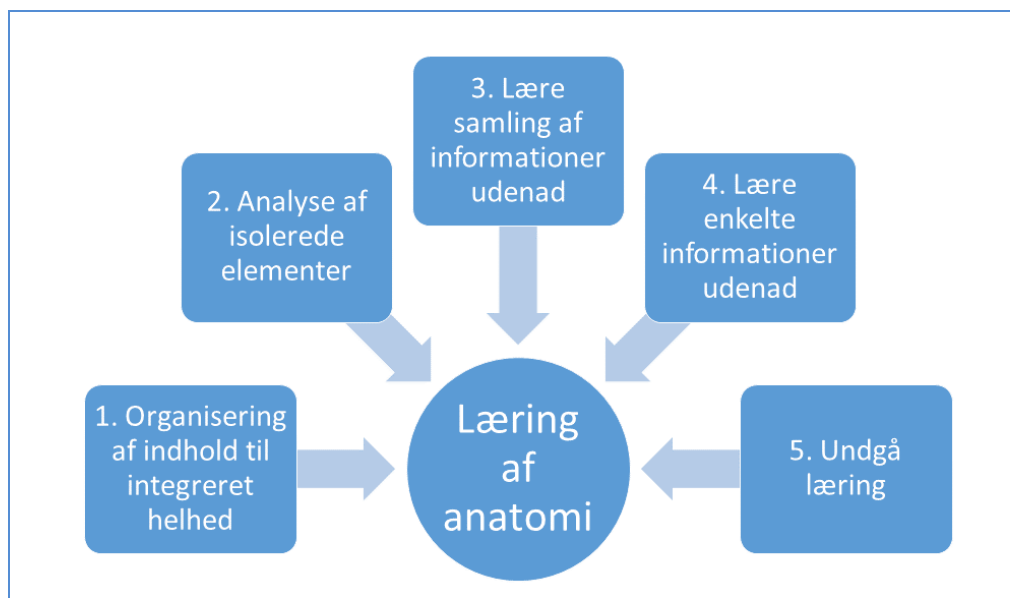 1. Organisering
af indhold til
integreret
helhed
2. Analyse af
isolerede
elementer
3. Lære
samling af
informationer
udenad
4. Lære
enkelte
informationer
udenad
5. Undgå
læring
Læring
af
anatomi